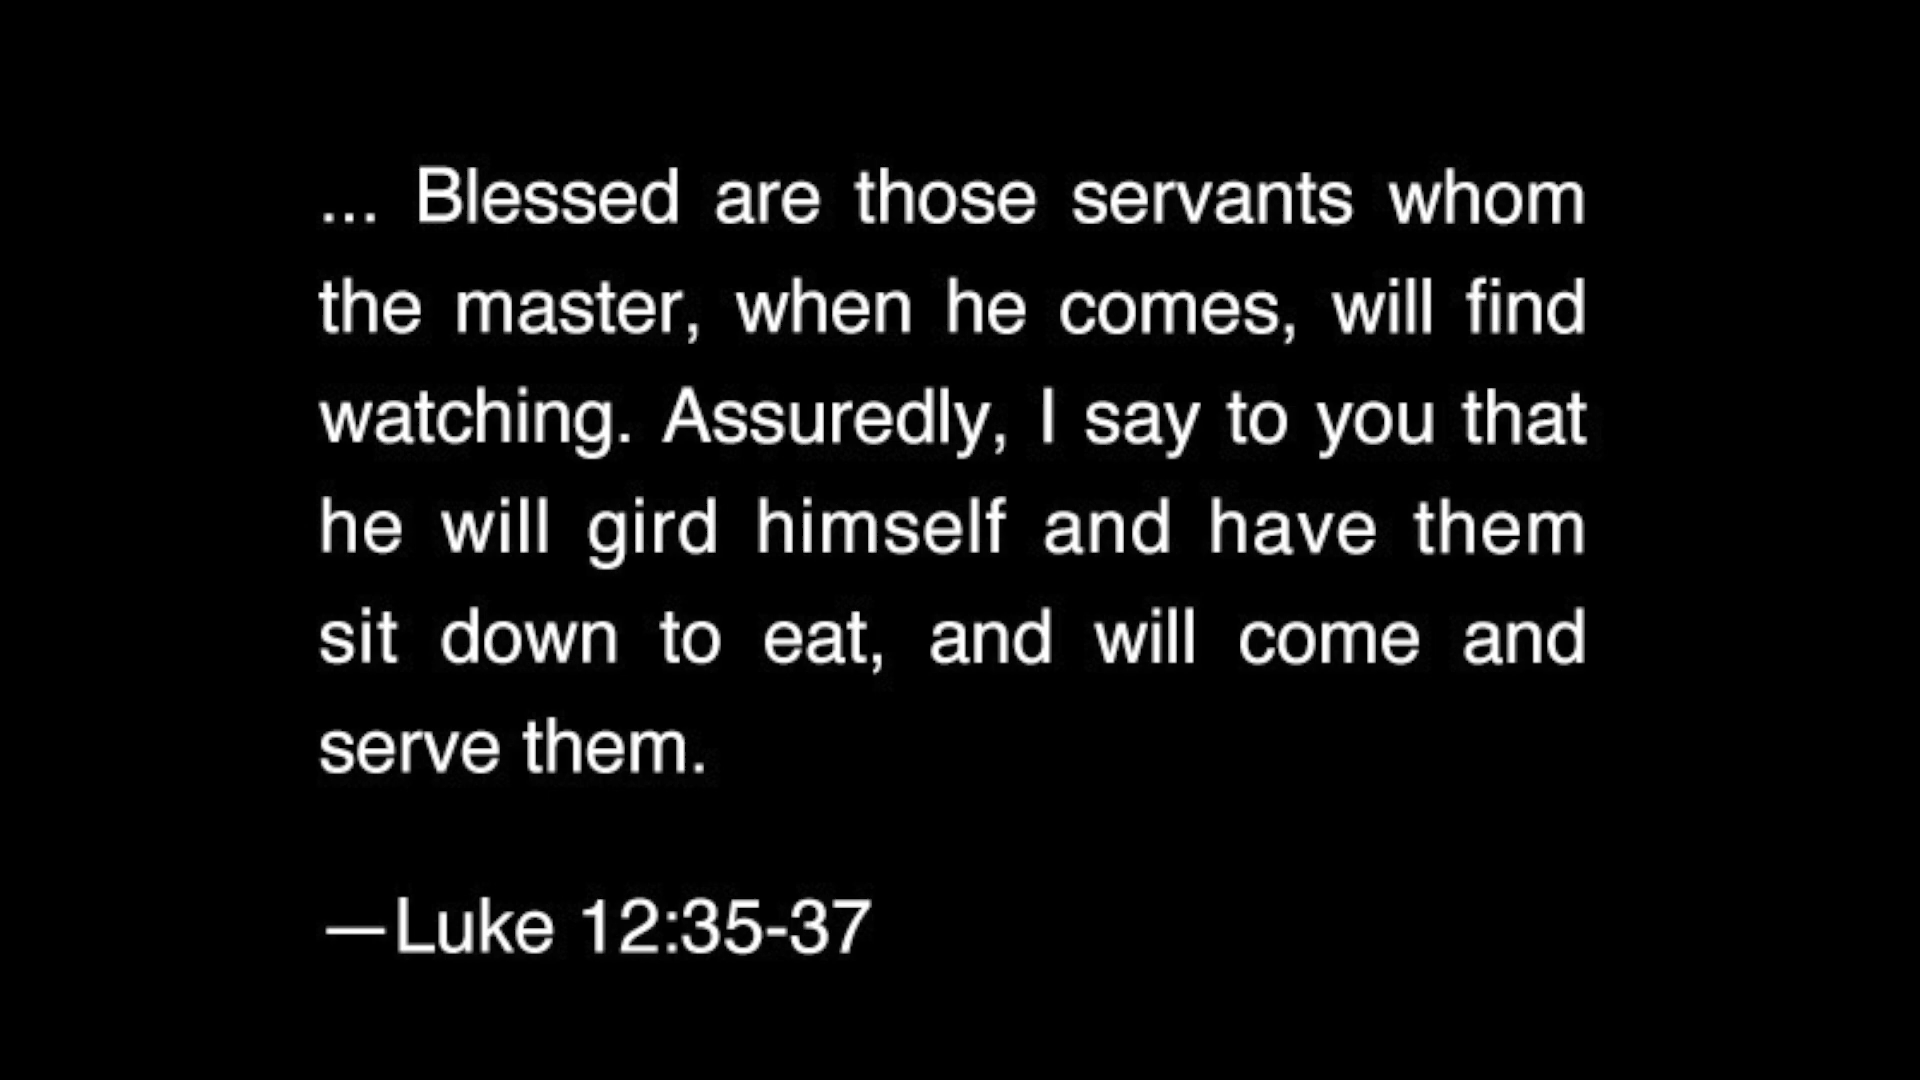 ... Blessed are those servants whom
the master, when he comes, will find
watching. Assuredly, I say to you that
he will gird himself and have them
sit down to eat, and will come and
serve them.
—Luke 12:35-37